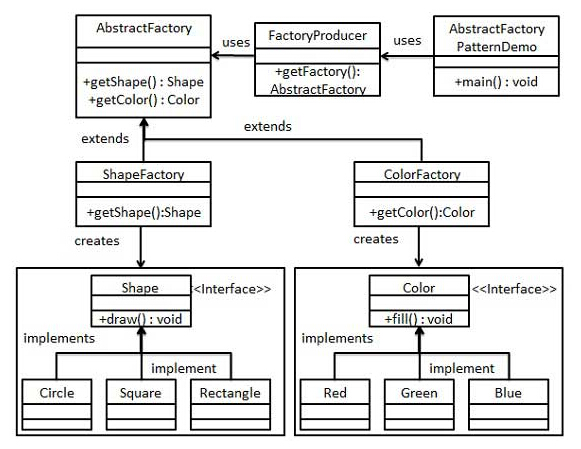 AbstractFactory
+getShape() : Shape
+getColor() : Color
uses
FactoryProducer
+getFactory():
AbstractFactory
uses
AbstractFactory
PatternDemo
+main() : void
extends
extends
ShapeFactory
+getShape():Shape
ColorFactory
+getColor():Color
creates
creates
Shape
<Interface>>
+draw() : void
implements
implement
Circle
Square
Rectangle
Color
<<Interface>>
+fill() : void
implements
implement
Red
Green
Blue